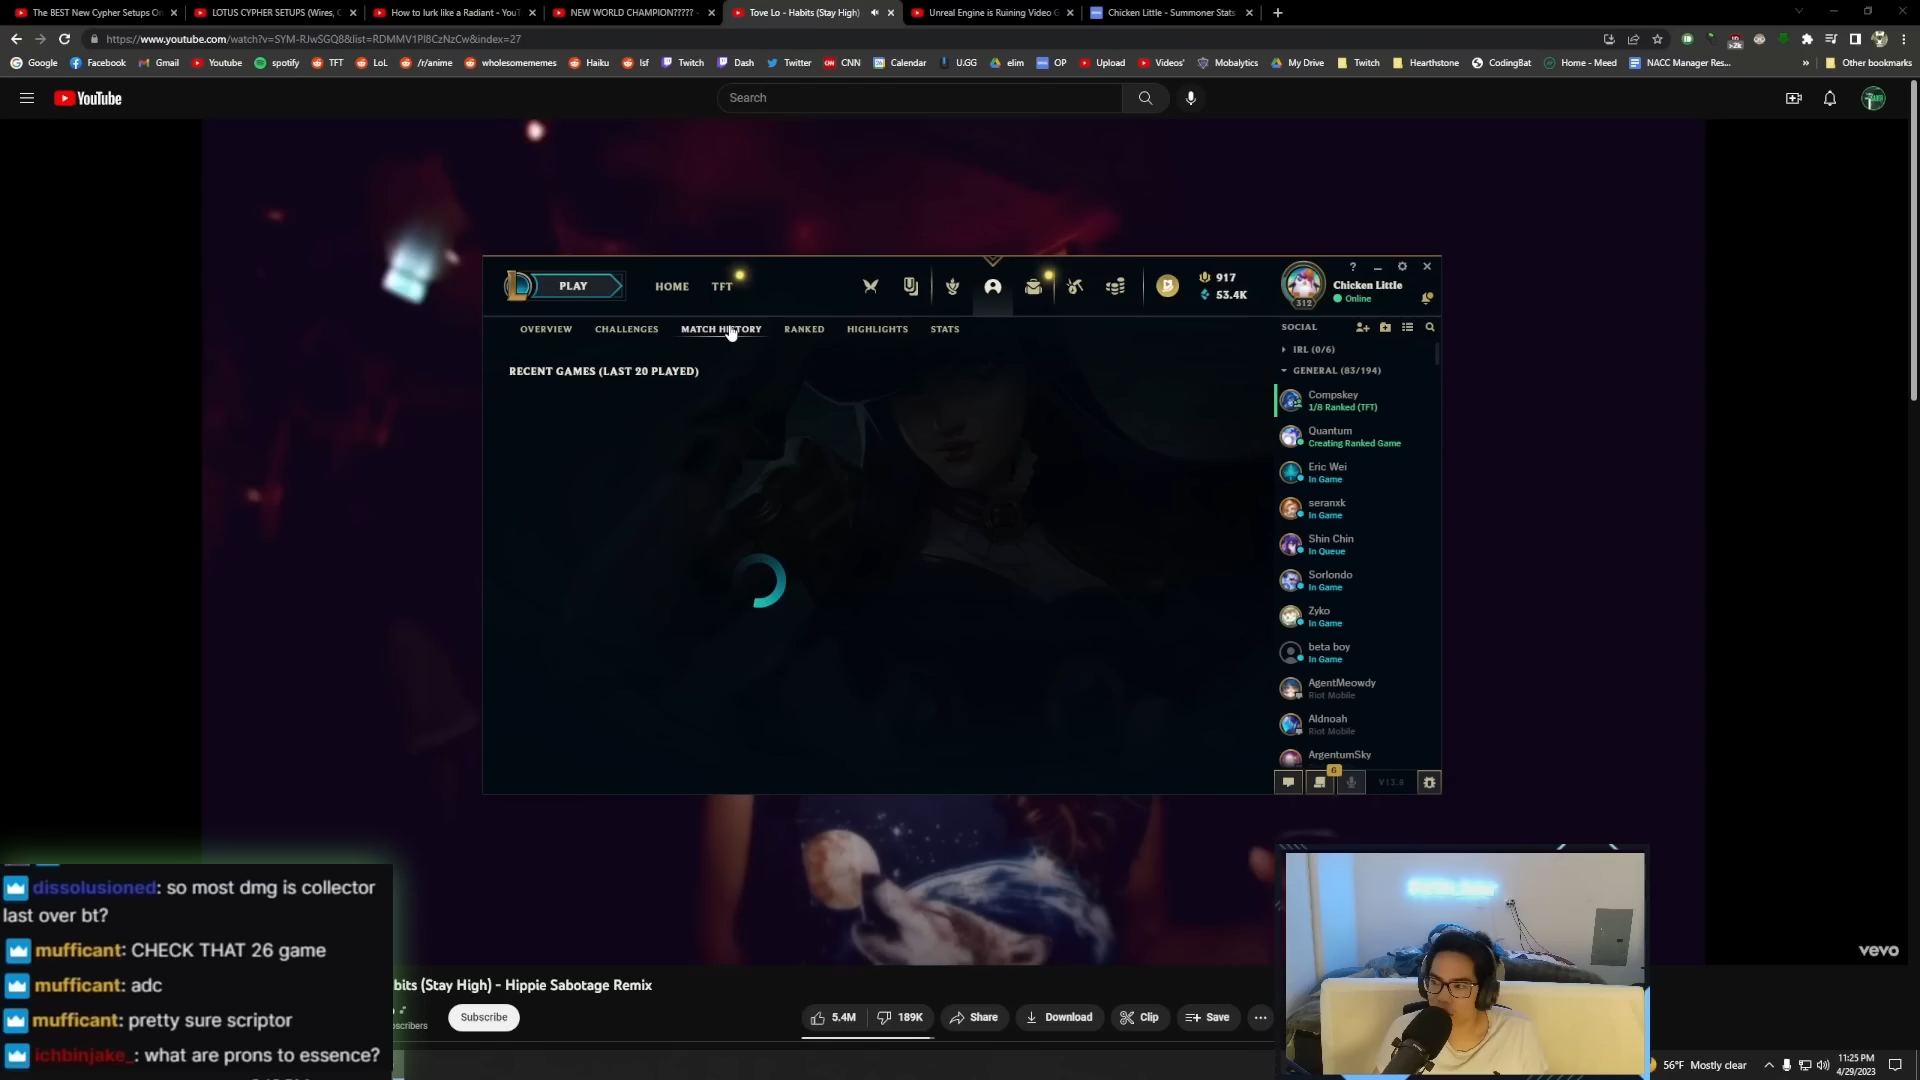 The BEST New Cypher Setups On
LOTUS CYPHER SETUPS (Wires, C
How to lurk like a Radiant - YouT
NEW WORLD CHAMPION????? -
Tove Lo - Habits (Stay High)
Unreal Engine is Ruining Video G
Chicken Little - Summoner Stats
https://www.youtube.com/watch?v=SYM-RJwSGQ8&list=RDMMV1Pl8CzNzCw&index=27
>2k
Google
Facebook
Gmail
Youtube
spotify
TFT
LoL
/r/anime
wholesomememes
Haiku
lsf
Twitch
Dash
Twitter
CNN
Calendar
U.GG
elim
OP
Upload
Videos'
Mobalytics
My Drive
Twitch
Hearthstone
CodingBat
Home - Meed
NACC Manager Res...
»
Other bookmarks
YouTube
Search
PLAY
HOME
TFT
917
53.4K
312
Chicken Little
Online
OVERVIEW
CHALLENGES
MATCH HISTORY
RANKED
HIGHLIGHTS
STATS
RECENT GAMES (LAST 20 PLAYED)
SOCIAL
IRL (0/6)
GENERAL (83/194)
Compskey
1/8 Ranked (TFT)
Quantum
Creating Ranked Game
Eric Wei
In Game
seranxk
In Game
Shin Chin
In Queue
Sorlondo
In Game
Zyko
In Game
beta boy
In Game
AgentMeowdy
Riot Mobile
Aldnoah
Riot Mobile
ArgentumSky
6
V13.8
dissolusioned: so most dmg is collector
last over bt?
mufficant: CHECK THAT 26 game
mufficant: adc
mufficant: pretty sure scriptor
ichbinjake_: what are prons to essence?
vevo
bits (Stay High) - Hippie Sabotage Remix
Subscribe
5.4M
189K
Share
Download
Clip
Save
56°F Mostly clear
11:25 PM
4/29/2023